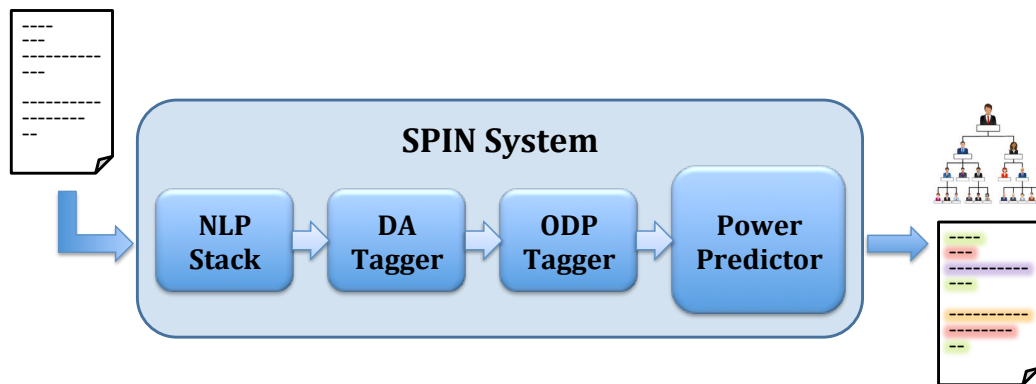 SPIN System
NLP
Stack
DA
Tagger
ODP
Tagger
Power
Predictor